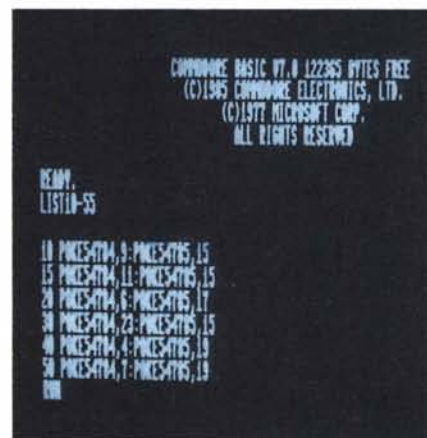 COMMODORE BASIC V7.0 122365 BYTES FREE
(C)1985 COMMODORE ELECTRONICS, LTD.
(C)1977 MICROSOFT CORP.
ALL RIGHTS RESERVED
READY.
LIST10-55
10 POKE54784,9:POKE54785,15
15 POKE54784,11:POKE54785,15
20 POKE54784,6:POKE54785,17
30 POKE54784,23:POKE54785,15
40 POKE54784,4:POKE54785,19
50 POKE54784,7:POKE54785,19
RUN